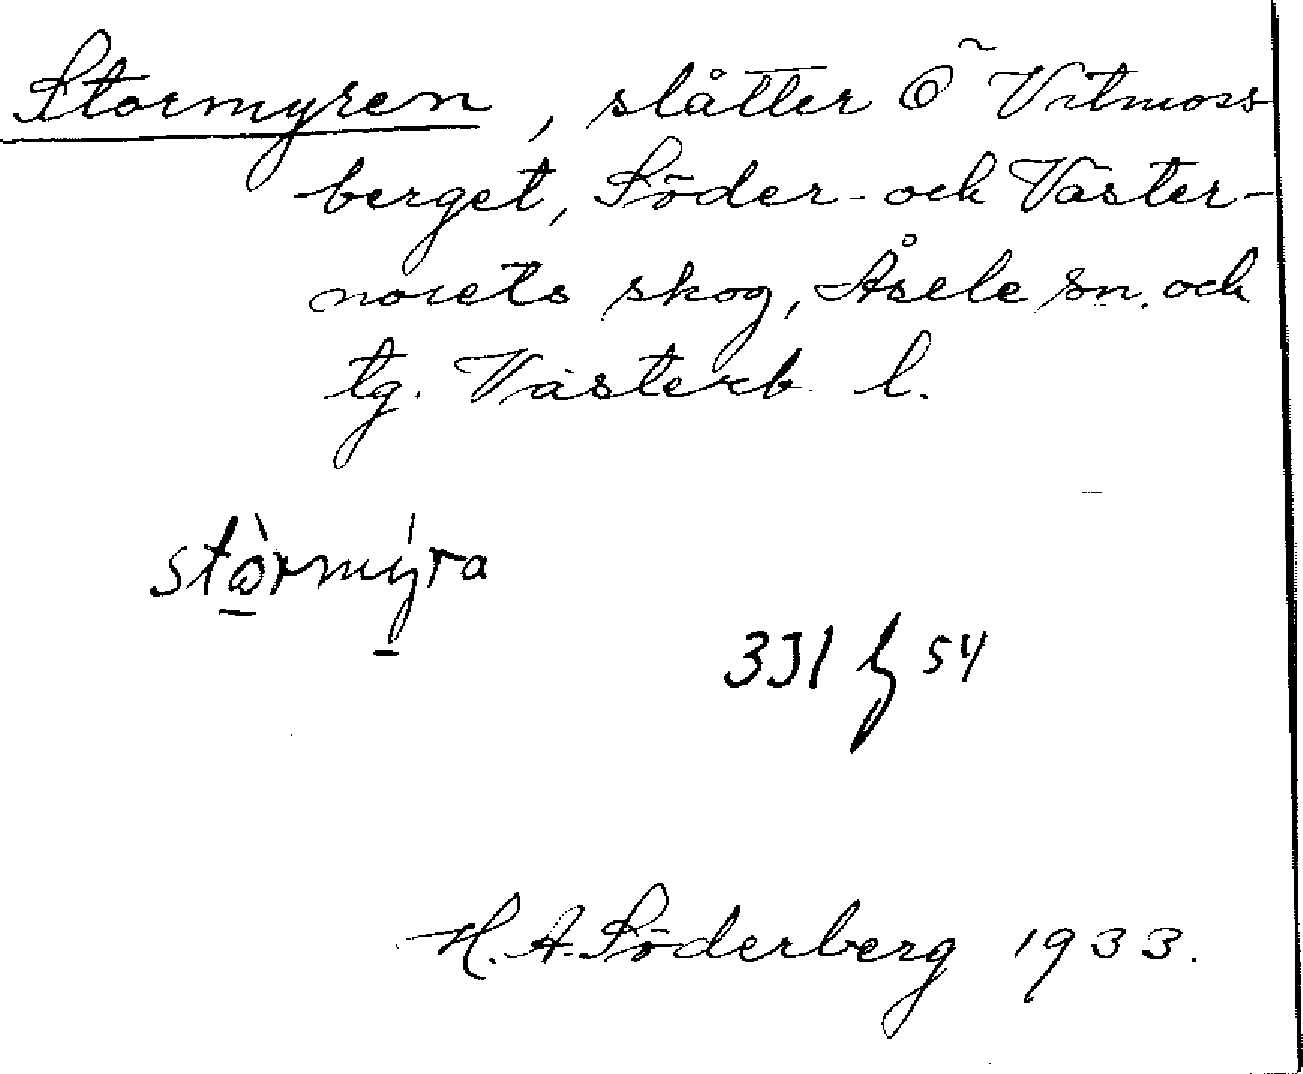 Stormyren, slåtter Ö Vitmoss
berget, Söder- och Väster-
norets skog, Åsele sn. och
tg. Västerb. l.
stòrmýra
331 54
H. A. Söderberg 1933.